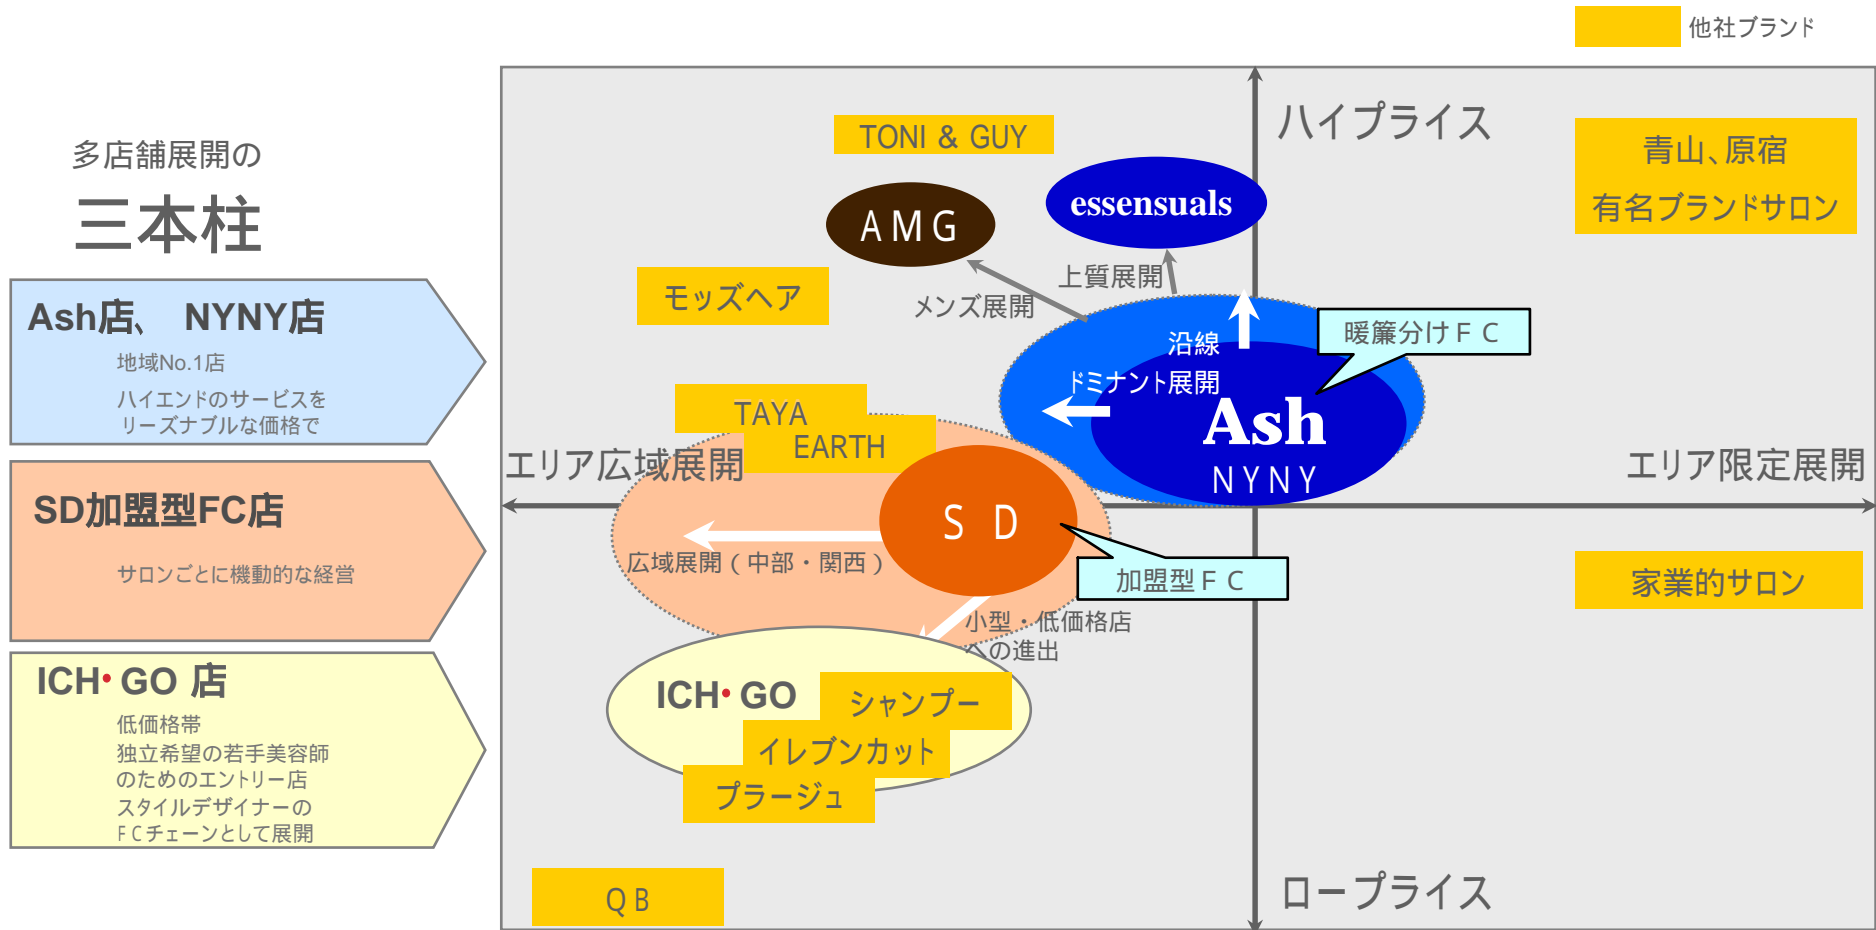 他社ブランド
多店舗展開の
三本柱
Ash店、 NYNY店
地域No.1店
ハイエンドのサービスを
リーズナブルな価格で
SD加盟型FC店
サロンごとに機動的な経営
ICH・GO 店
低価格帯
独立希望の若手美容師
のためのエントリー店
スタイルデザイナーの
FCチェーンとして展開
ハイプライス
TONI & GUY
青山、原宿
有名ブランドサロン
essensuals
AMG
上質展開
モッズヘア
メンズ展開
暖簾分けFC
沿線
ドミナント展開
TAYA
Ash
EARTH
エリア広域展開
エリア限定展開
NYNY
SD
広域展開(中部・関西)
加盟型FC
家業的サロン
小型・低価格店
への進出
ICH・GO
シャンプー
イレブンカット
プラージュ
QB
ロープライス